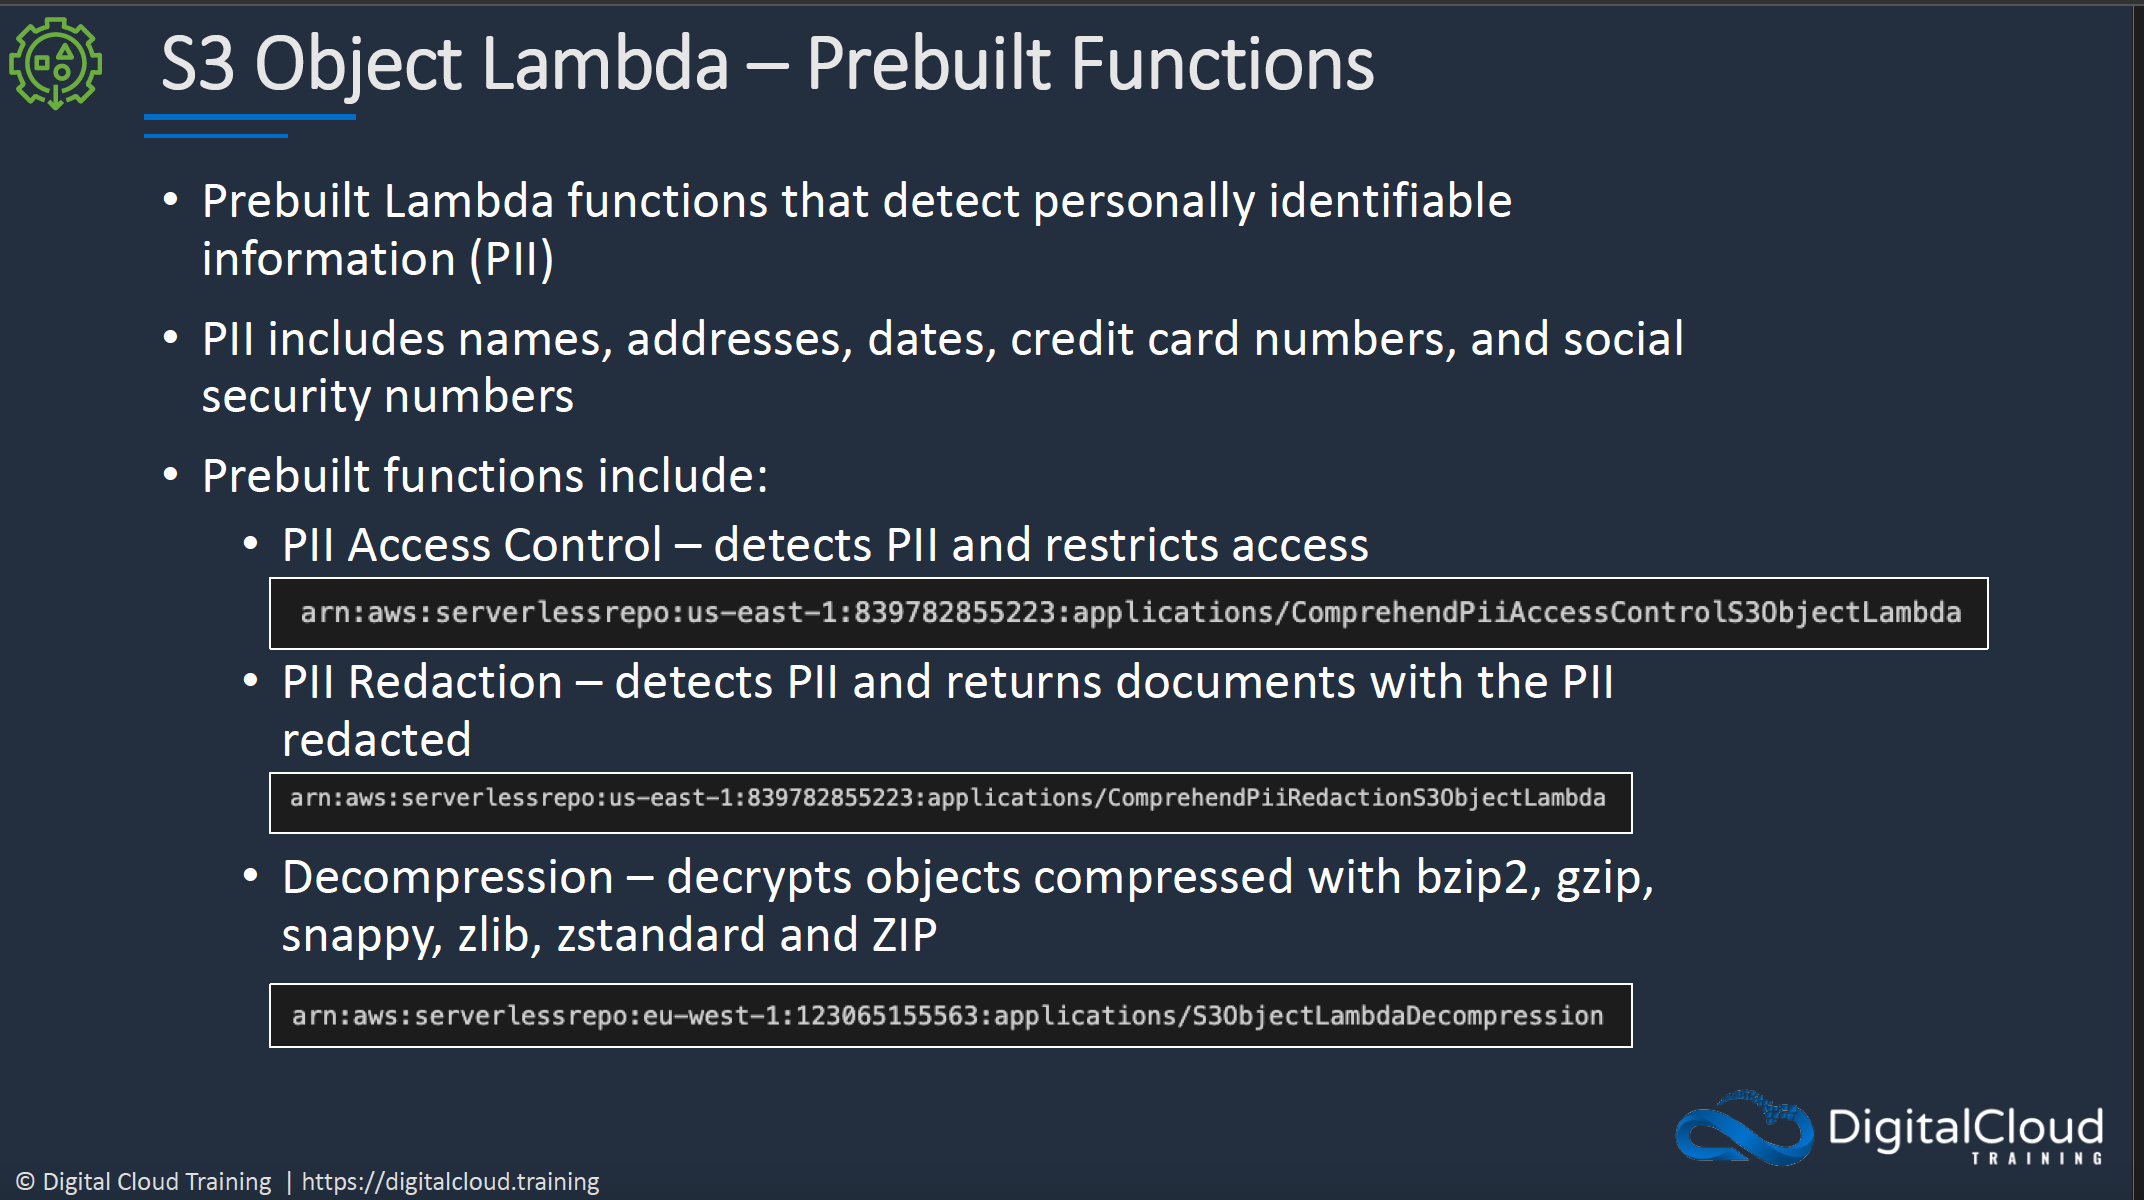 S3 Object Lambda – Prebuilt Functions
• Prebuilt Lambda functions that detect personally identifiable
information (PII)
• PII includes names, addresses, dates, credit card numbers, and social
security numbers
• Prebuilt functions include:
• PII Access Control – detects PII and restricts access
arn:aws:serverlessrepo:us-east-1:839782855223:applications/ComprehendPiiAccessControlS3ObjectLambda
• PII Redaction – detects PII and returns documents with the PII
redacted
arn:aws:serverlessrepo:us-east-1:839782855223:applications/ComprehendPiiRedactionS3ObjectLambda
• Decompression – decrypts objects compressed with bzip2, gzip,
snappy, zlib, zstandard and ZIP
arn:aws:serverlessrepo:eu-west-1:123065155563:applications/S3ObjectLambdaDecompression
DigitalCloud
TRAINING
© Digital Cloud Training | https://digitalcloud.training